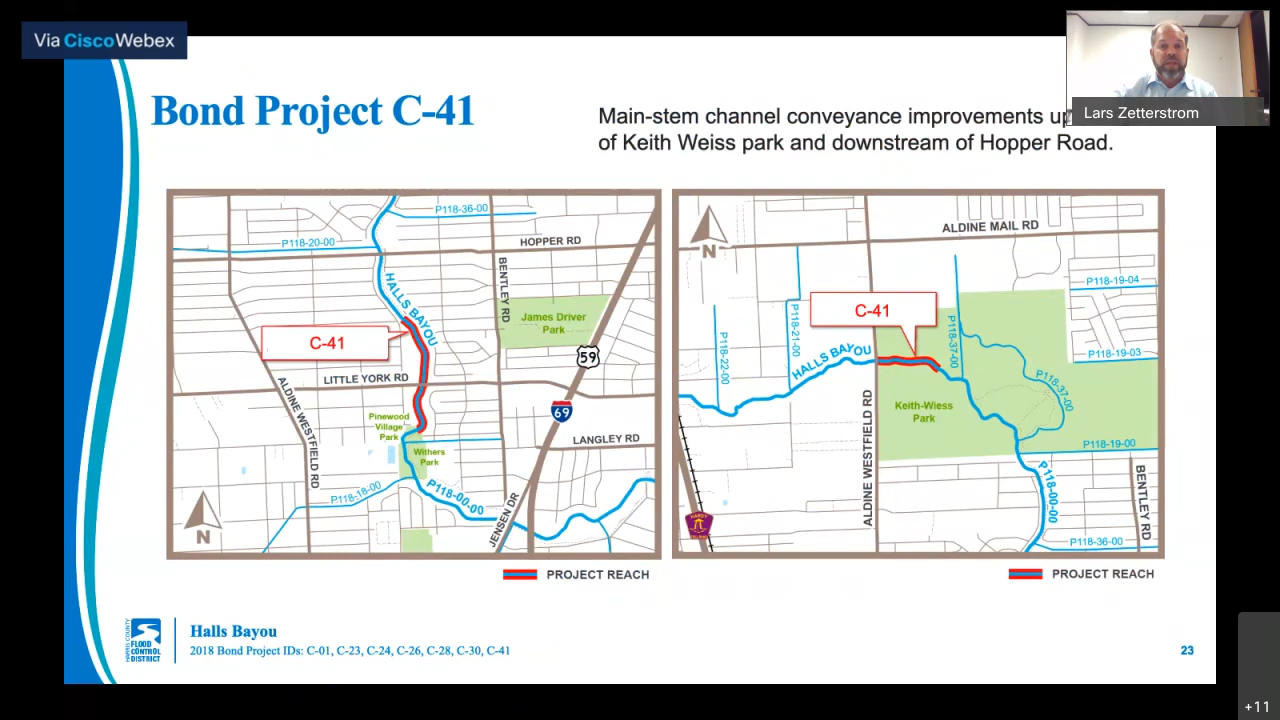 Via CiscoWebex
Lars Zetterstrom
Bond Project C-41
Main-stem channel conveyance improvements
of Keith Weiss park and downstream of Hopper Road.
P118-36-00
P118-20-00
HOPPER RD
HALLS BAYOU
BENTLEY RD
James Driver
Park
C-41
59
LITTLE YORK RD
ALDINE WESTFIELD RD
Pinewood
Village
Park
69
LANGLEY RD
Withers
Park
P118-18-00
P118-00-00
JENSEN DR
N
PROJECT REACH
N
ALDINE MAIL RD
P118-19-04
C-41
P118-21-00
P118-37-00
P118-22-00
HALLS BAYOU
P118-19-03
P118-37-00
Keith-Wiess
Park
ALDINE WESTFIELD RD
P118-19-00
P118-00-00
BENTLEY RD
HARDY
P118-36-00
PROJECT REACH
HARRIS COUNTY
FLOOD
CONTROL
DISTRICT
Halls Bayou
2018 Bond Project IDs: C-01, C-23, C-24, C-26, C-28, C-30, C-41
23
+11